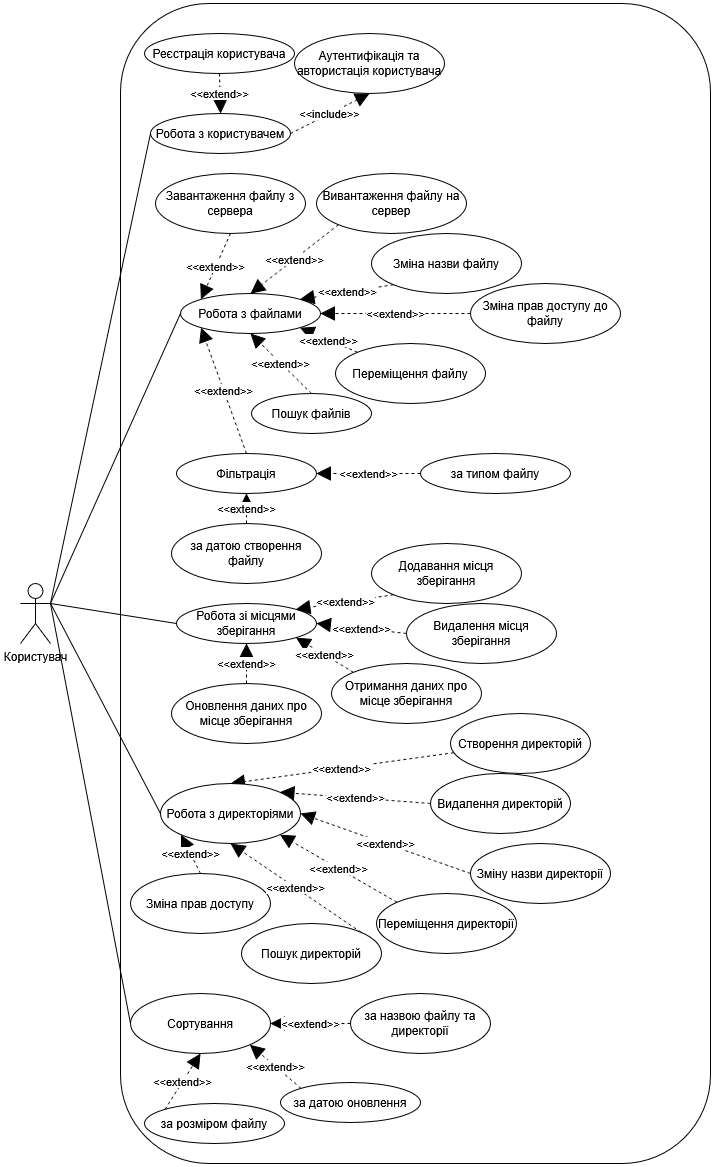 Реєстрація користувача
Аутентифікація та
автористація користувача
<<extend>>
<<include>>
Робота з користувачем
Завантаження файлу з
сервера
Вивантаження файлу на
сервер
<<extend>>
<<extend>>
Зміна назви файлу
<<extend>>
Робота з файлами
<<extend>>
Зміна прав доступу до
файлу
<<extend>>
Переміщення файлу
<<extend>>
<<extend>>
Пошук файлів
Фільтрація
<<extend>>
за типом файлу
<<extend>>
за датою створення
файлу
Додавання місця
зберігання
<<extend>>
Робота зі місцями
зберігання
<<extend>>
Видалення місця
зберігання
<<extend>>
<<extend>>
Отримання даних про
місце зберігання
Оновлення даних про
місце зберігання
Користувач
Створення директорій
<<extend>>
<<extend>>
Видалення директорій
Робота з директоріями
<<extend>>
<<extend>>
Зміну назви директорії
<<extend>>
<<extend>>
Зміна прав доступу
Переміщення директорії
Пошук директорій
Сортування
<<extend>>
за назвою файлу та
директорії
<<extend>>
<<extend>>
за датою оновлення
за розміром файлу